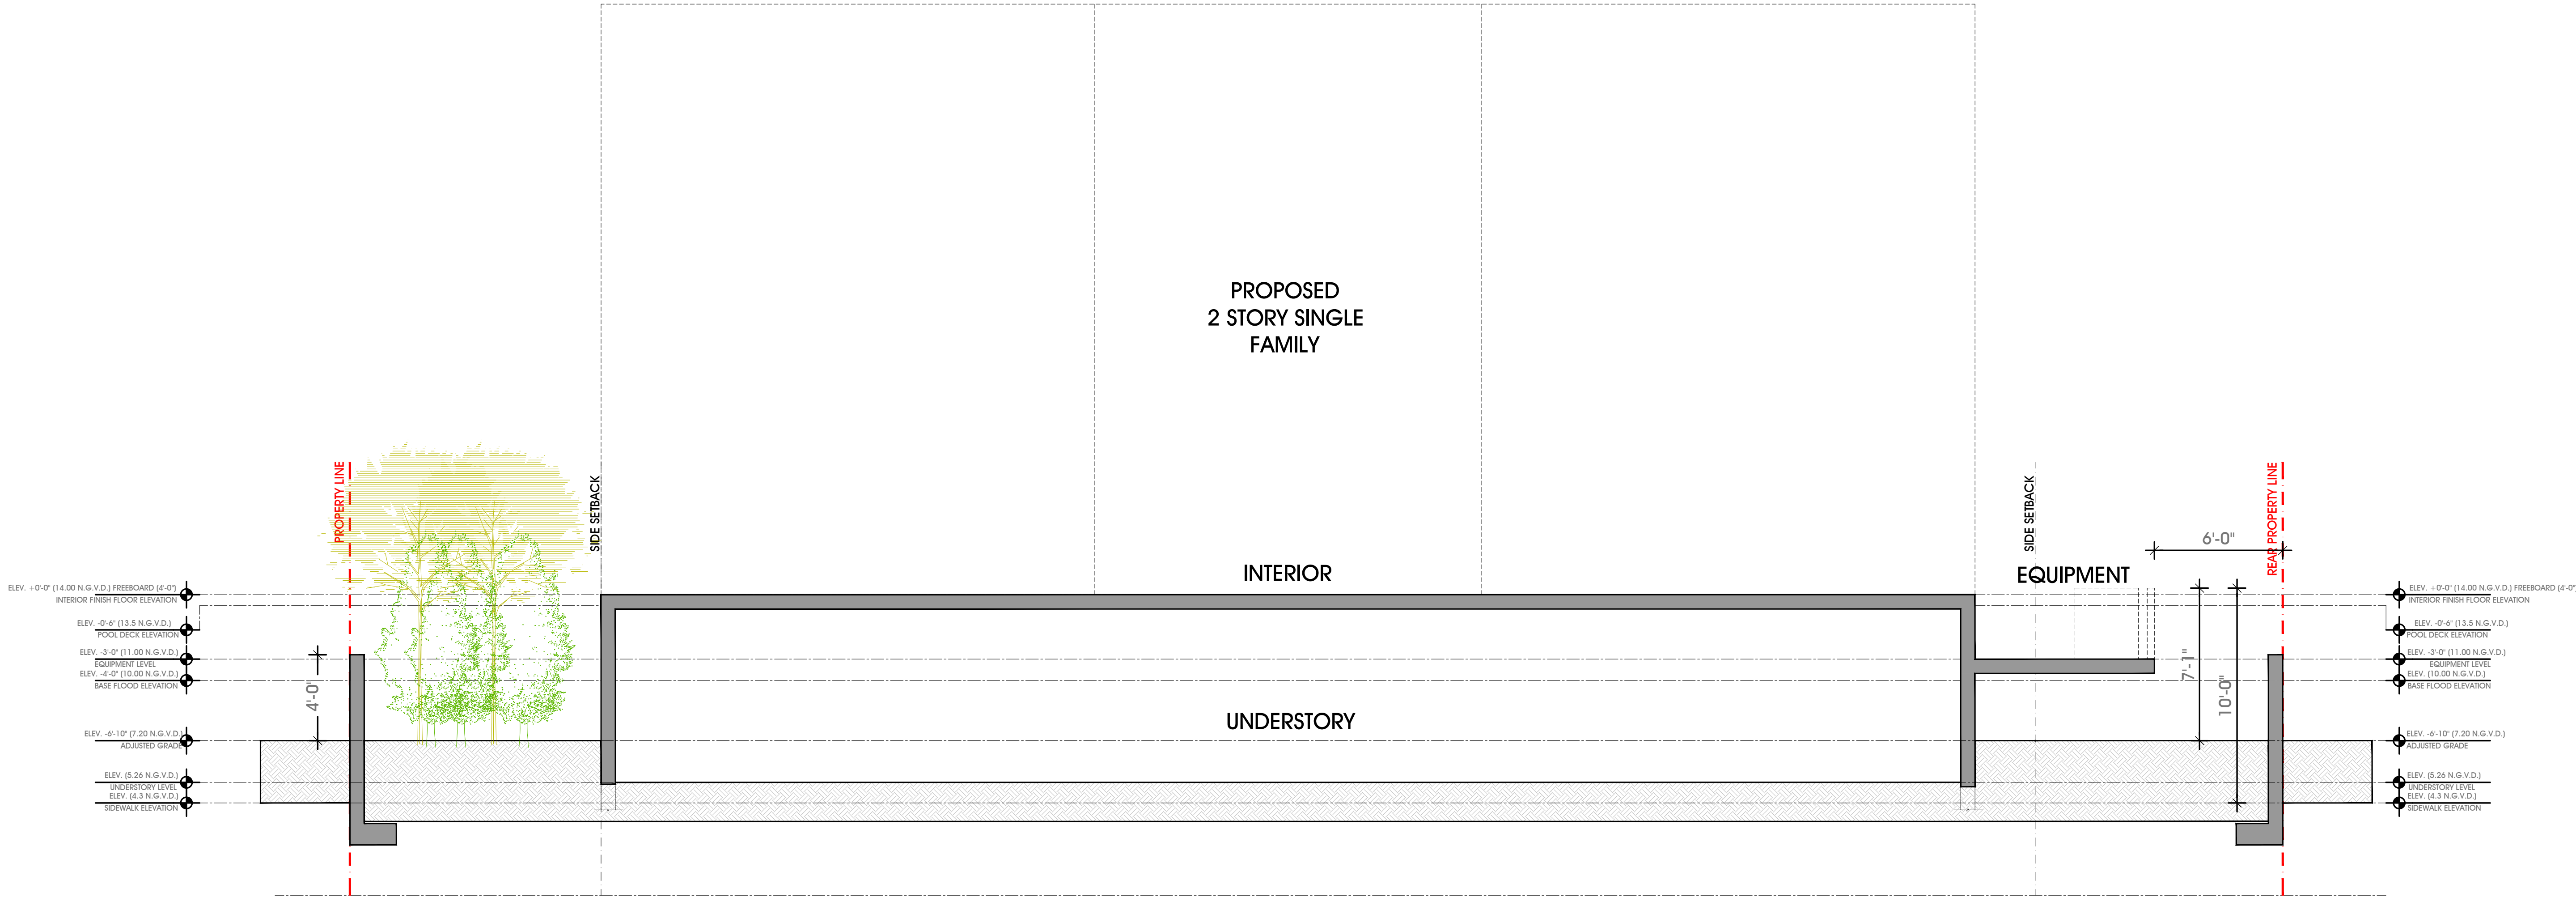 PROPOSED
2 STORY SINGLE
FAMILY
PROPERTY LINE
SIDE SETBACK
SIDE SETBACK
REAR PROPERTY LINE
6'-0"
INTERIOR
EQUIPMENT
UNDERSTORY
4'-0"
7'-1"
10'-0"
ELEV. +0'-0" (14.00 N.G.V.D.) FREEBOARD (4'-0")
INTERIOR FINISH FLOOR ELEVATION
ELEV. -0'-6" (13.5 N.G.V.D.)
POOL DECK ELEVATION
ELEV. -3'-0" (11.00 N.G.V.D.)
EQUIPMENT LEVEL
ELEV. -4'-0" (10.00 N.G.V.D.)
BASE FLOOD ELEVATION
ELEV. -6'-10" (7.20 N.G.V.D.)
ADJUSTED GRADE
ELEV. (5.26 N.G.V.D.)
UNDERSTORY LEVEL
ELEV. (4.3 N.G.V.D.)
SIDEWALK ELEVATION
ELEV. +0'-0" (14.00 N.G.V.D.) FREEBOARD (4'-0")
INTERIOR FINISH FLOOR ELEVATION
ELEV. -0'-6" (13.5 N.G.V.D.)
POOL DECK ELEVATION
ELEV. -3'-0" (11.00 N.G.V.D.)
EQUIPMENT LEVEL
ELEV. (10.00 N.G.V.D.)
BASE FLOOD ELEVATION
ELEV. -6'-10" (7.20 N.G.V.D.)
ADJUSTED GRADE
ELEV. (5.26 N.G.V.D.)
UNDERSTORY LEVEL
ELEV. (4.3 N.G.V.D.)
SIDEWALK ELEVATION